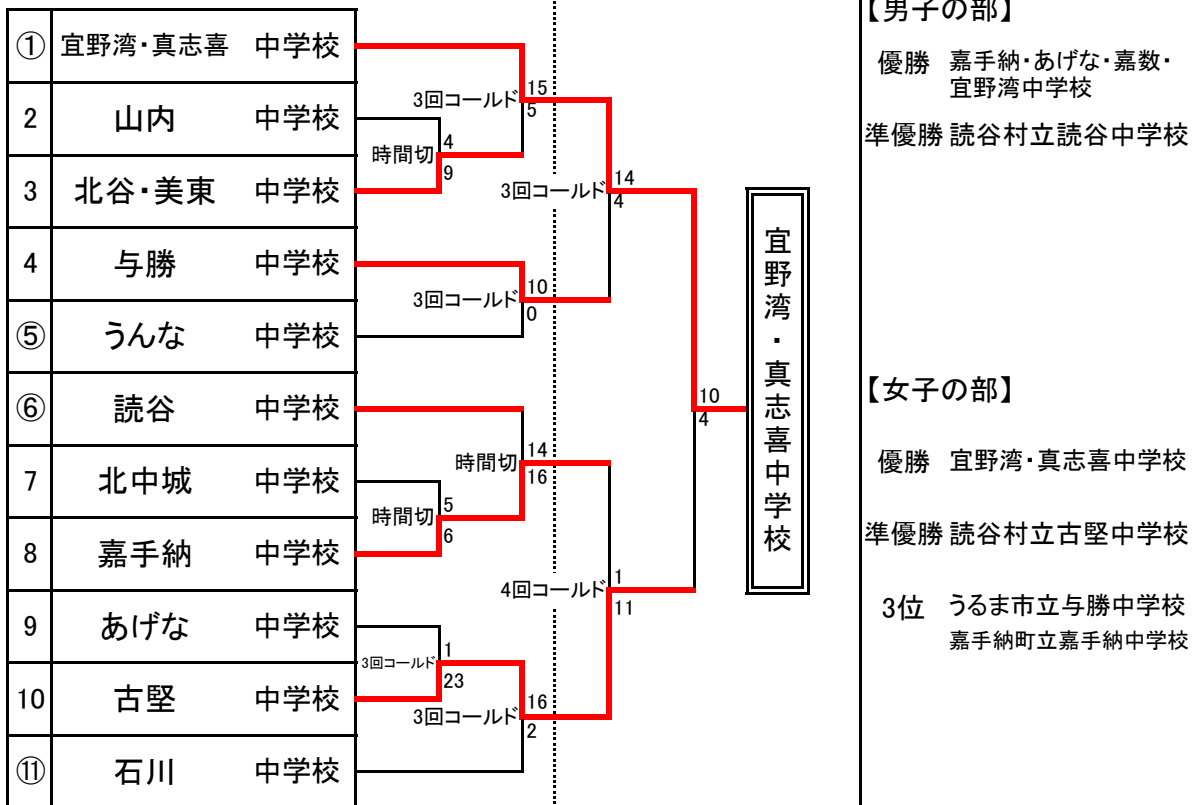 ① 宜野湾・真志喜 中学校
2 山内 中学校
3 北谷・美東 中学校
4 与勝 中学校
⑤ うんな 中学校
⑥ 読谷 中学校
7 北中城 中学校
8 嘉手納 中学校
9 あげな 中学校
10 古堅 中学校
⑪ 石川 中学校
3回コールド
15
5
時間切
4
9
3回コールド
14
4
3回コールド
10
0
時間切
14
16
時間切
5
6
4回コールド
1
11
3回コールド
1
23
3回コールド
16
2
10
4
宜野湾・真志喜中学校
【男子の部】
優勝 嘉手納・あげな・嘉数・
宜野湾中学校
準優勝 読谷村立読谷中学校
【女子の部】
優勝 宜野湾・真志喜中学校
準優勝 読谷村立古堅中学校
3位 うるま市立与勝中学校
嘉手納町立嘉手納中学校